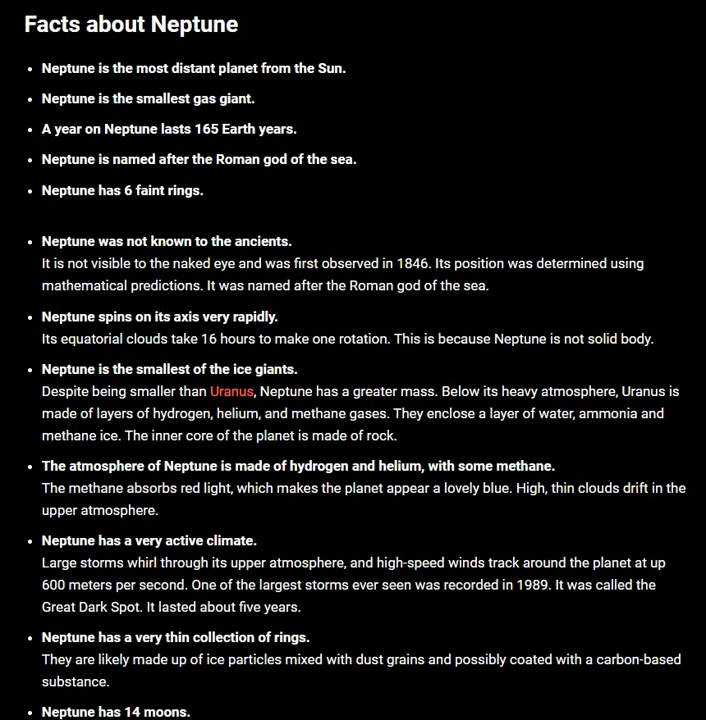 Facts about Neptune
• Neptune is the most distant planet from the Sun.
• Neptune is the smallest gas giant.
• A year on Neptune lasts 165 Earth years.
• Neptune is named after the Roman god of the sea.
• Neptune has 6 faint rings.
• Neptune was not known to the ancients.
It is not visible to the naked eye and was first observed in 1846. Its position was determined using
mathematical predictions. It was named after the Roman god of the sea.
• Neptune spins on its axis very rapidly.
Its equatorial clouds take 16 hours to make one rotation. This is because Neptune is not solid body.
• Neptune is the smallest of the ice giants.
Despite being smaller than Uranus, Neptune has a greater mass. Below its heavy atmosphere, Uranus is
made of layers of hydrogen, helium, and methane gases. They enclose a layer of water, ammonia and
methane ice. The inner core of the planet is made of rock.
• The atmosphere of Neptune is made of hydrogen and helium, with some methane.
The methane absorbs red light, which makes the planet appear a lovely blue. High, thin clouds drift in the
upper atmosphere.
• Neptune has a very active climate.
Large storms whirl through its upper atmosphere, and high-speed winds track around the planet at up
600 meters per second. One of the largest storms ever seen was recorded in 1989. It was called the
Great Dark Spot. It lasted about five years.
• Neptune has a very thin collection of rings.
They are likely made up of ice particles mixed with dust grains and possibly coated with a carbon-based
substance.
• Neptune has 14 moons.